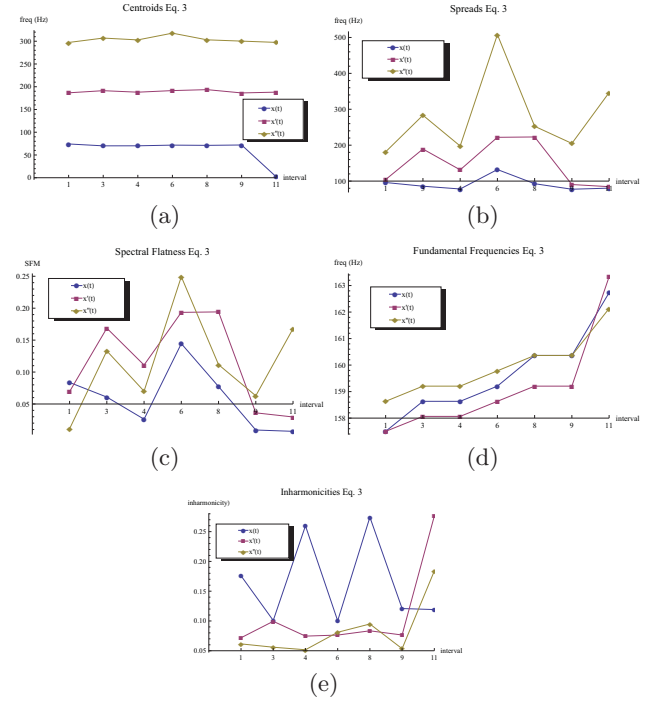 Centroids Eq. 3
freq (Hz)
300
250
200
150
100
50
0
x(t)
x'(t)
x"(t)
1 3 4 6 8 9 11
interval
(a)
Spreads Eq. 3
freq (Hz)
500
400
300
200
100
x(t)
x'(t)
x"(t)
1 3 4 6 8 9 11
interval
(b)
Spectral Flatness Eq. 3
SFM
0.25
0.20
0.15
0.10
0.05
x(t)
x'(t)
x"(t)
1 3 4 6 8 9 11
interval
(c)
Fundamental Frequencies Eq. 3
freq (Hz)
163
162
161
160
159
158
x(t)
x'(t)
x"(t)
1 3 4 6 8 9 11
interval
(d)
Inharmonicities Eq. 3
inharmonicity)
0.25
0.20
0.15
0.10
0.05
x(t)
x'(t)
x"(t)
1 3 4 6 8 9 11
interval
(e)